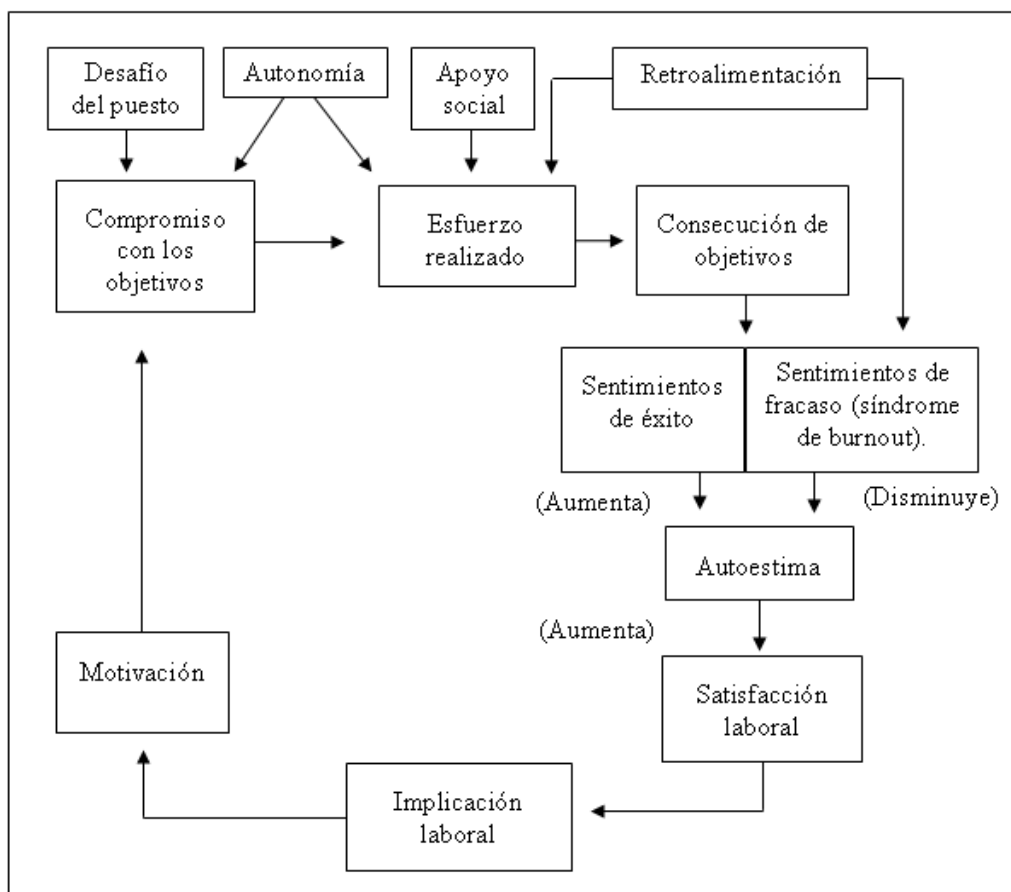 Desafío
del puesto
Autonomía
Apoyo
social
Retroalimentación
Compromiso
con los
objetivos
Esfuerzo
realizado
Consecución de
objetivos
Sentimientos
de éxito
Sentimientos de
fracaso (síndrome
de burnout).
(Aumenta)
(Disminuye)
Autoestima
(Aumenta)
Motivación
Satisfacción
laboral
Implicación
laboral